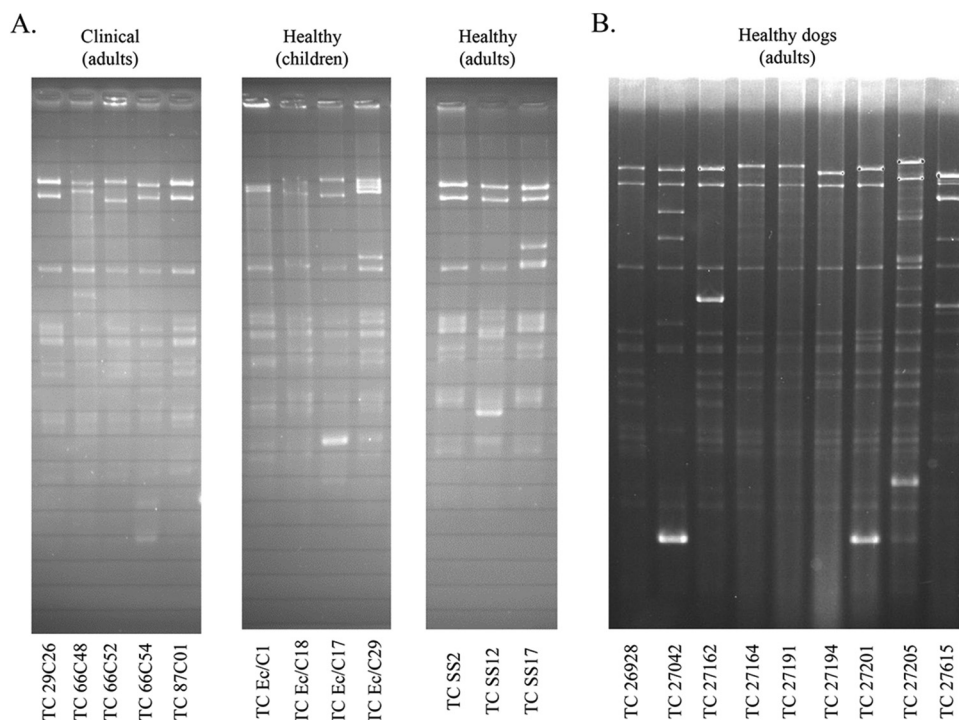 A.
Clinical
(adults)
Healthy
(children)
Healthy
(adults)
B.
Healthy dogs
(adults)
TC 29C26
TC 66C48
TC 66C52
TC 66C54
TC 87C01
TC Ec/C1
TC Ec/C18
TC Ec/C17
TC Ec/C29
TC SS2
TC SS12
TC SS17
TC 26928
TC 27042
TC 27162
TC 27164
TC 27191
TC 27194
TC 27201
TC 27205
TC 27615